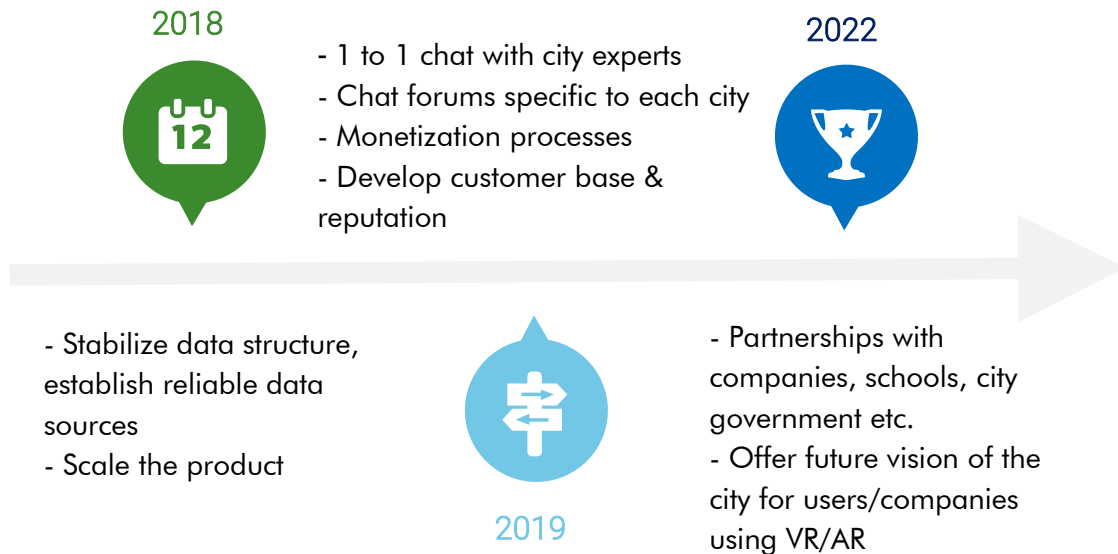 2018
12
- Stabilize data structure,
establish reliable data
sources
- Scale the product
- 1 to 1 chat with city experts
- Chat forums specific to each city
- Monetization processes
- Develop customer base &
reputation
2019
2022
- Partnerships with
companies, schools, city
government etc.
- Offer future vision of the
city for users/companies
using VR/AR